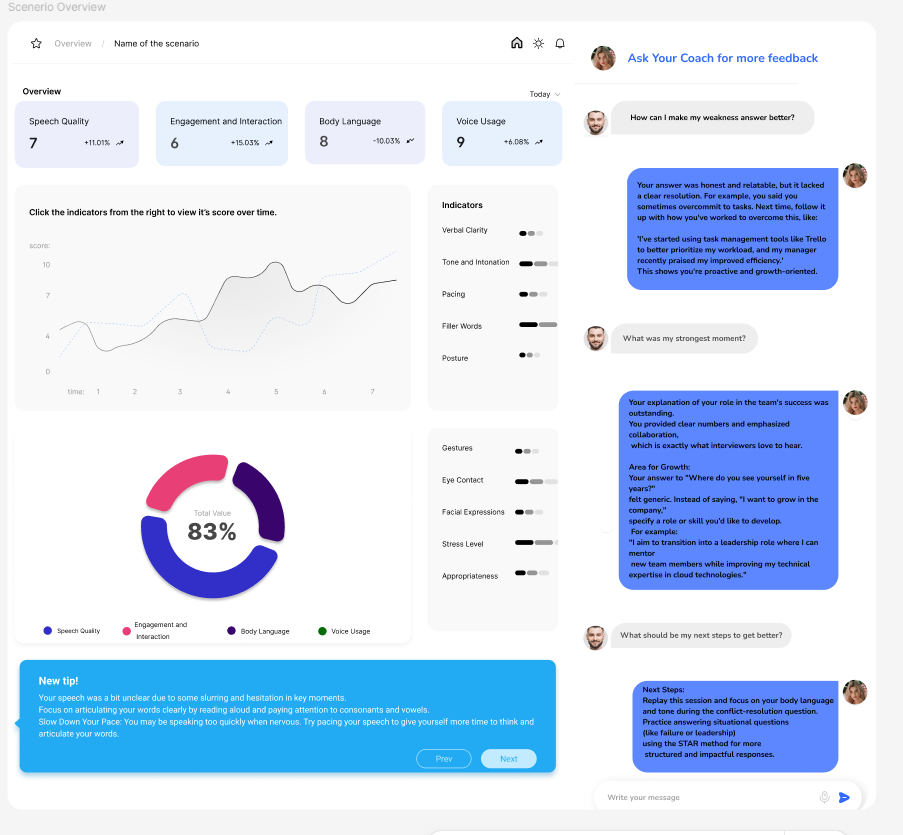 Scenerio Overview
Overview / Name of the scenario
Overview
Today
Speech Quality
7
+11.01%
Engagement and Interaction
6
+15.03%
Body Language
8
-10.03%
Voice Usage
9
+6.08%
Click the indicators from the right to view it's score over time.
score:
10
7
4
0
time: 1 2 3 4 5 6 7
Indicators
Verbal Clarity
Tone and Intonation
Pacing
Filler Words
Posture
Gestures
Eye Contact
Facial Expressions
Stress Level
Appropriateness
Total Value
83%
Speech Quality
Engagement and
Interaction
Body Language
Voice Usage
New tip!
Your speech was a bit unclear due to some slurring and hesitation in key moments.
Focus on articulating your words clearly by reading aloud and paying attention to consonants and vowels.
Slow Down Your Pace: You may be speaking too quickly when nervous. Try pacing your speech to give yourself more time to think and
articulate your words.
Prev
Next
Ask Your Coach for more feedback
How can I make my weakness answer better?
Your answer was honest and relatable, but it lacked
a clear resolution. For example, you said you
sometimes overcommit to tasks. Next time, follow it
up with how you've worked to overcome this, like:
'I've started using task management tools like Trello
to better prioritize my workload, and my manager
recently praised my improved efficiency.'
This shows you're proactive and growth-oriented.
What was my strongest moment?
Your explanation of your role in the team's success was
outstanding.
You provided clear numbers and emphasized
collaboration,
which is exactly what interviewers love to hear.
Area for Growth:
Your answer to "Where do you see yourself in five
years?"
felt generic. Instead of saying, "I want to grow in the
company,"
specify a role or skill you'd like to develop.
For example:
"I aim to transition into a leadership role where I can
mentor
new team members while improving my technical
expertise in cloud technologies."
What should be my next steps to get better?
Next Steps:
Replay this session and focus on your body language
and tone during the conflict-resolution question.
Practice answering situational questions
(like failure or leadership)
using the STAR method for more
structured and impactful responses.
Write your message